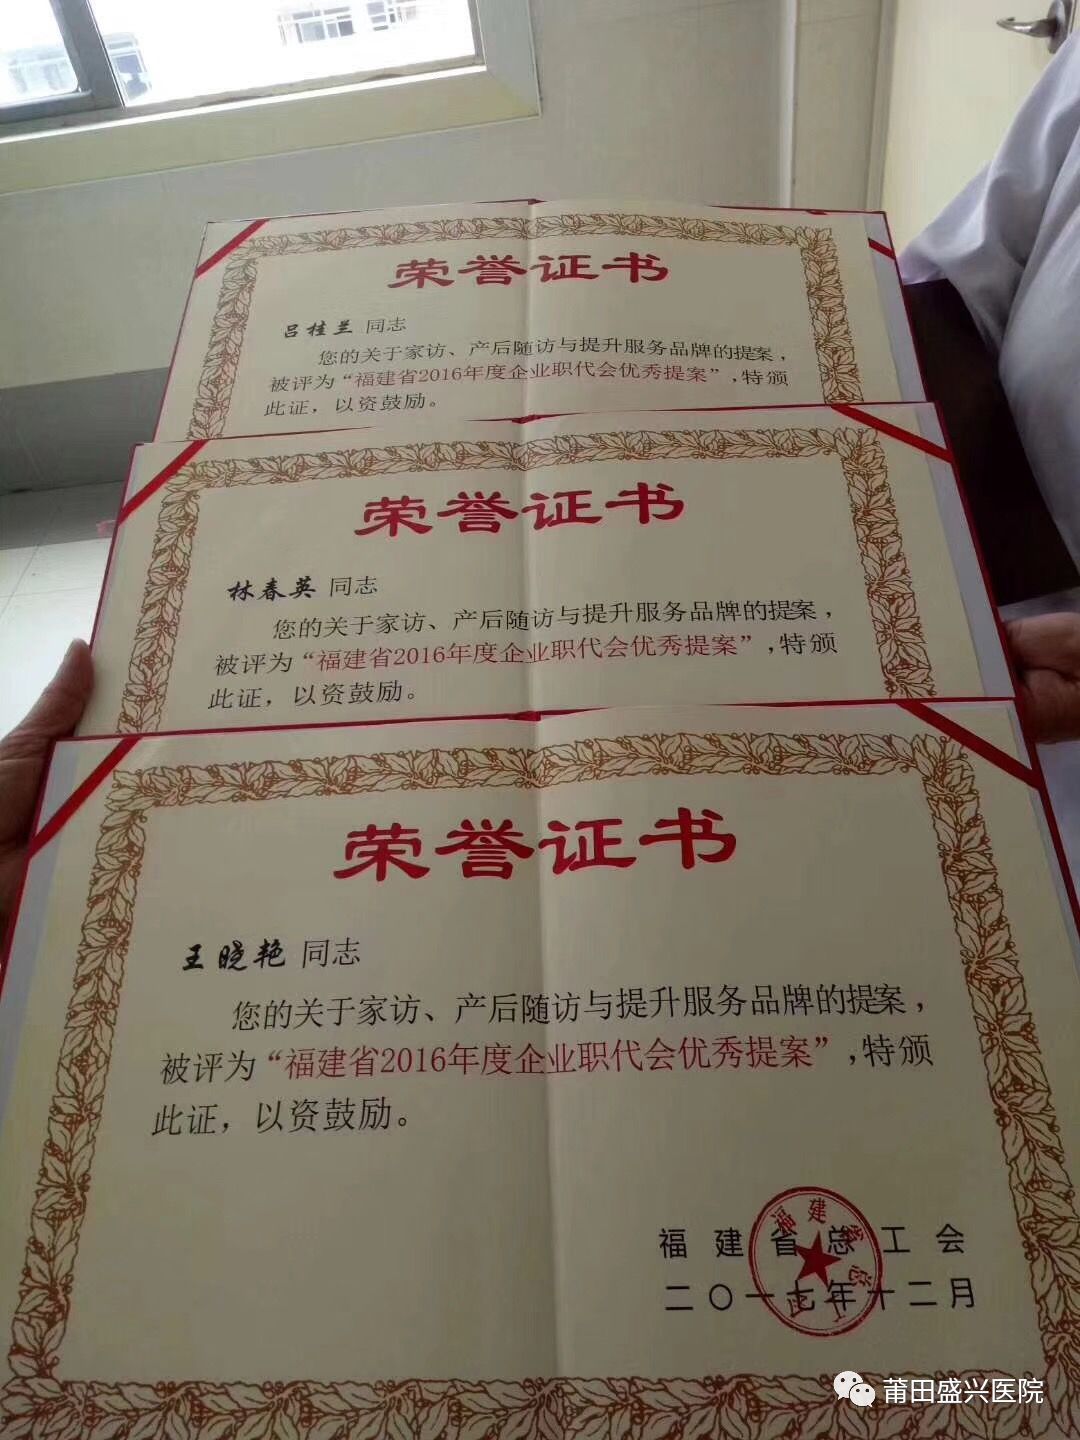 荣誉证书
吕桂兰 同志
您的关于家访、产后随访与提升服务品牌的提案，
被评为“福建省2016年度企业职代会优秀提案”，特颁
此证，以资鼓励。
荣誉证书
林春英 同志
您的关于家访、产后随访与提升服务品牌的提案，
被评为“福建省2016年度企业职代会优秀提案”，特颁
此证，以资鼓励。
荣誉证书
王晓艳 同志
您的关于家访、产后随访与提升服务品牌的提案，
被评为“福建省2016年度企业职代会优秀提案”，特颁
此证，以资鼓励。
福建省总工会
二〇一七年十二月
福建省总工会
莆田盛兴医院